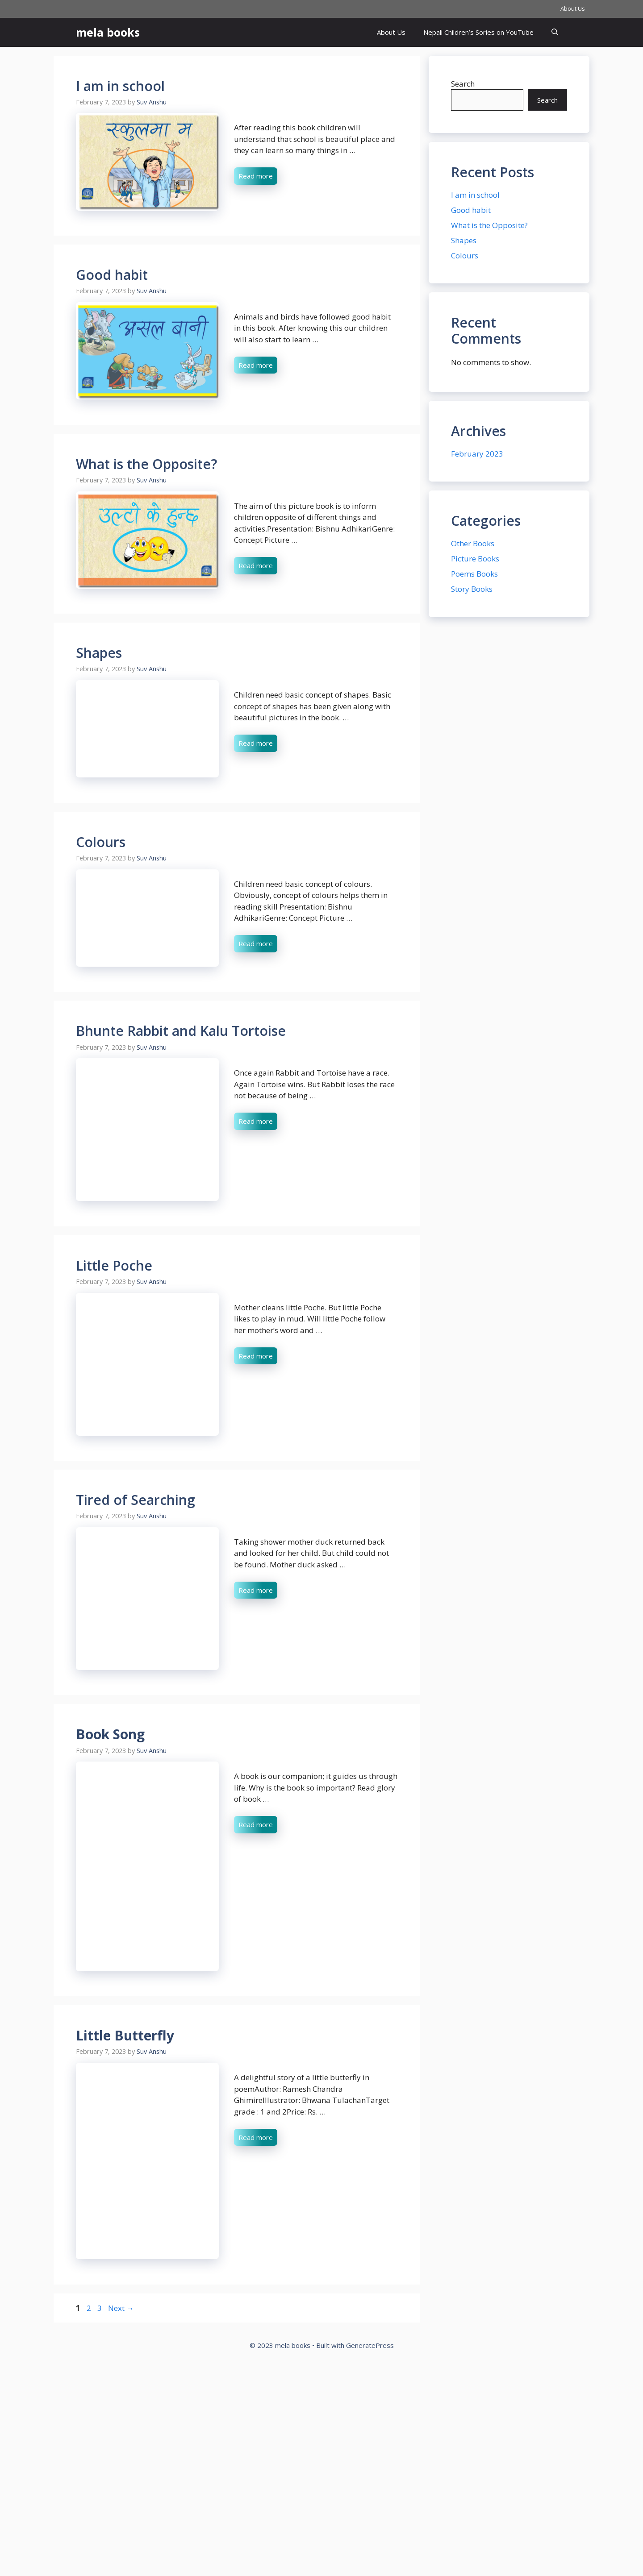 About Us
mela books
About Us
Nepali Children's Sories on YouTube
I am in school
February 7, 2023 by Suv Anshu
स्कुलमा म
After reading this book children will
understand that school is beautiful place and
they can learn so many things in …
Read more
Good habit
February 7, 2023 by Suv Anshu
असल बानी
Animals and birds have followed good habit
in this book. After knowing this our children
will also start to learn …
Read more
What is the Opposite?
February 7, 2023 by Suv Anshu
उल्टो के हुन्छ
The aim of this picture book is to inform
children opposite of different things and
activities.Presentation: Bishnu AdhikariGenre:
Concept Picture …
Read more
Shapes
February 7, 2023 by Suv Anshu
Children need basic concept of shapes. Basic
concept of shapes has been given along with
beautiful pictures in the book. …
Read more
Colours
February 7, 2023 by Suv Anshu
Children need basic concept of colours.
Obviously, concept of colours helps them in
reading skill Presentation: Bishnu
AdhikariGenre: Concept Picture …
Read more
Bhunte Rabbit and Kalu Tortoise
February 7, 2023 by Suv Anshu
Once again Rabbit and Tortoise have a race.
Again Tortoise wins. But Rabbit loses the race
not because of being …
Read more
Little Poche
February 7, 2023 by Suv Anshu
Mother cleans little Poche. But little Poche
likes to play in mud. Will little Poche follow
her mother's word and …
Read more
Tired of Searching
February 7, 2023 by Suv Anshu
Taking shower mother duck returned back
and looked for her child. But child could not
be found. Mother duck asked …
Read more
Book Song
February 7, 2023 by Suv Anshu
A book is our companion; it guides us through
life. Why is the book so important? Read glory
of book …
Read more
Little Butterfly
February 7, 2023 by Suv Anshu
A delightful story of a little butterfly in
poemAuthor: Ramesh Chandra
GhimireIllustrator: Bhwana TulachanTarget
grade : 1 and 2Price: Rs. …
Read more
1 2 3 Next →
Search
Search
Recent Posts
I am in school
Good habit
What is the Opposite?
Shapes
Colours
Recent
Comments
No comments to show.
Archives
February 2023
Categories
Other Books
Picture Books
Poems Books
Story Books
© 2023 mela books • Built with GeneratePress